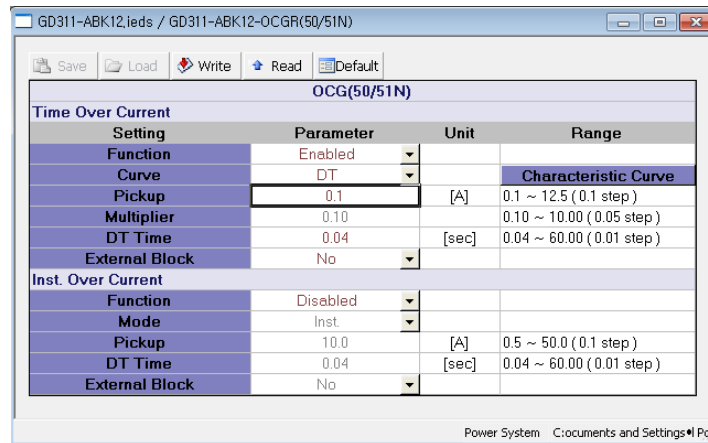 GD311-ABK12,ieds / GD311-ABK12-OCGR(50/51N)
Save Load Write Read Default
OCG(50/51N)
Time Over Current
Setting Parameter Unit Range
Function Enabled
Curve DT Characteristic Curve
Pickup 0.1 [A] 0.1 ~ 12.5 ( 0.1 step )
Multiplier 0.10 0.10 ~ 10.00 ( 0.05 step )
DT Time 0.04 [sec] 0.04 ~ 60.00 ( 0.01 step )
External Block No
Inst. Over Current
Function Disabled
Mode Inst.
Pickup 10.0 [A] 0.5 ~ 50.0 ( 0.1 step )
DT Time 0.04 [sec] 0.04 ~ 60.00 ( 0.01 step )
External Block No
Power System C:ocuments and Settings